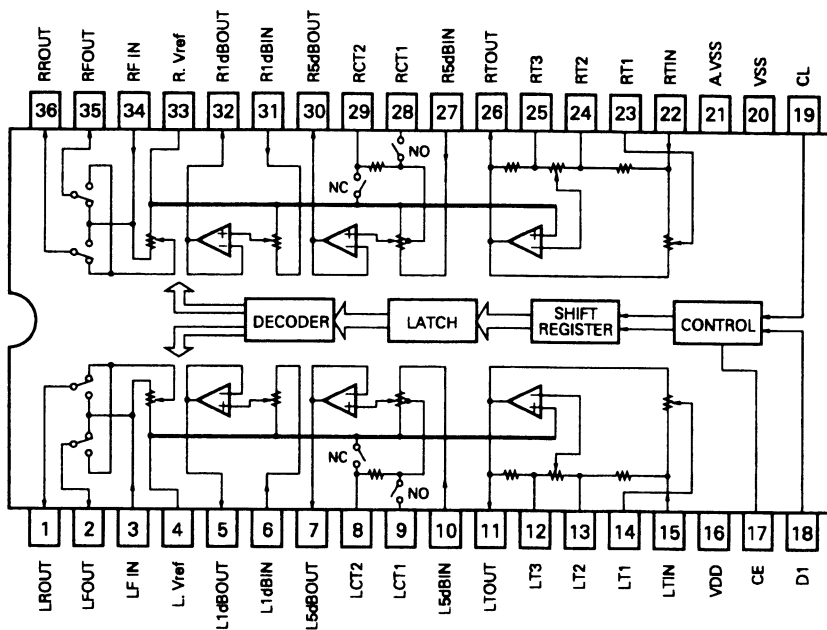 RROUT RFOUT RF IN R. Vref R1dBOUT R1dBIN R5dBOUT RCT2 RCT1 R5dBIN RTOUT RT3 RT2 RT1 RTIN A.VSS VSS CL
36 35 34 33 32 31 30 29 28 27 26 25 24 23 22 21 20 19
NO
NC
+ − + − + −
DECODER LATCH SHIFT REGISTER CONTROL
− + − + − +
NC
NO
1 2 3 4 5 6 7 8 9 10 11 12 13 14 15 16 17 18
LROUT LFOUT LF IN L. Vref L1dBOUT L1dBIN L5dBOUT LCT2 LCT1 L5dBIN LTOUT LT3 LT2 LT1 LTIN VDD CE D1